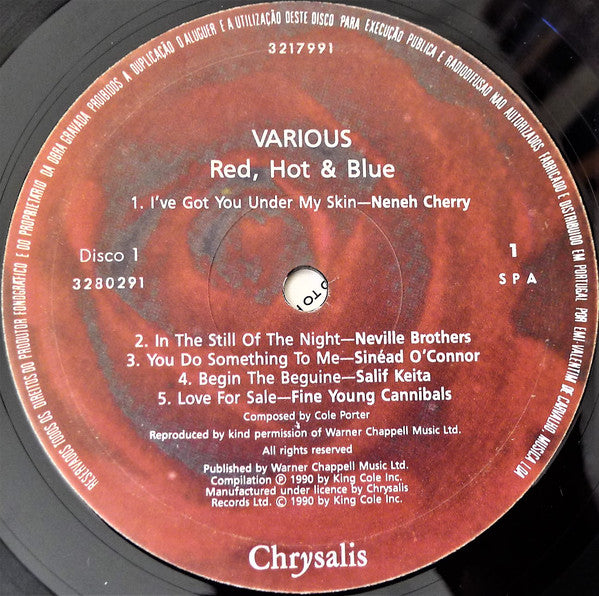 RESERVADOS TODOS OS DIREITOS DO PRODUTOR FONOGRÁFICO E DO PROPRIETÁRIO DA OBRA GRAVADA PROIBIDOS A DUPLICAÇÃO O ALUGUER E A UTILIZAÇÃO DESTE DISCO PARA EXECUÇÃO PUBLICA E RADIODIFUSÃO NÃO AUTORIZADOS FABRICADO E DISTRIBUIDO EM PORTUGAL POR EMI-VALENTIM DE CARVALHO, MÚSICA LDA
3217991
VARIOUS
Red, Hot & Blue
1. I've Got You Under My Skin—Neneh Cherry
Disco 1
1
3280291
SPA
2. In The Still Of The Night—Neville Brothers
3. You Do Something To Me—Sinéad O'Connor
4. Begin The Beguine—Salif Keita
5. Love For Sale—Fine Young Cannibals
Composed by Cole Porter
Reproduced by kind permission of Warner Chappell Music Ltd.
All rights reserved
Published by Warner Chappell Music Ltd.
Compilation ℗ 1990 by King Cole Inc.
Manufactured under licence by Chrysalis
Records Ltd. © 1990 by King Cole Inc.
Chrysalis